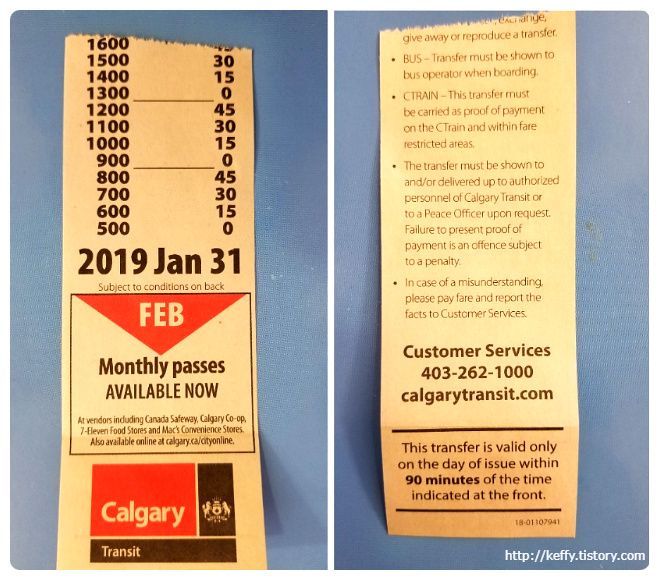 1600 45
1500 30
1400 15
1300 0
1200 45
1100 30
1000 15
900 0
800 45
700 30
600 15
500 0
2019 Jan 31
Subject to conditions on back
FEB
Monthly passes
AVAILABLE NOW
At vendors including Canada Safeway, Calgary Co-op,
7-Eleven Food Stores and Mac's Convenience Stores.
Also available online at calgary.ca/cityonline.
Calgary
Transit
exchange,
give away or reproduce a transfer.
• BUS – Transfer must be shown to
bus operator when boarding.
• CTRAIN – This transfer must
be carried as proof of payment
on the CTrain and within fare
restricted areas.
• The transfer must be shown to
and/or delivered up to authorized
personnel of Calgary Transit or
to a Peace Officer upon request.
Failure to present proof of
payment is an offence subject
to a penalty.
• In case of a misunderstanding,
please pay fare and report the
facts to Customer Services.
Customer Services
403-262-1000
calgarytransit.com
This transfer is valid only
on the day of issue within
90 minutes of the time
indicated at the front.
18-01107941
http://keffy.tistory.com